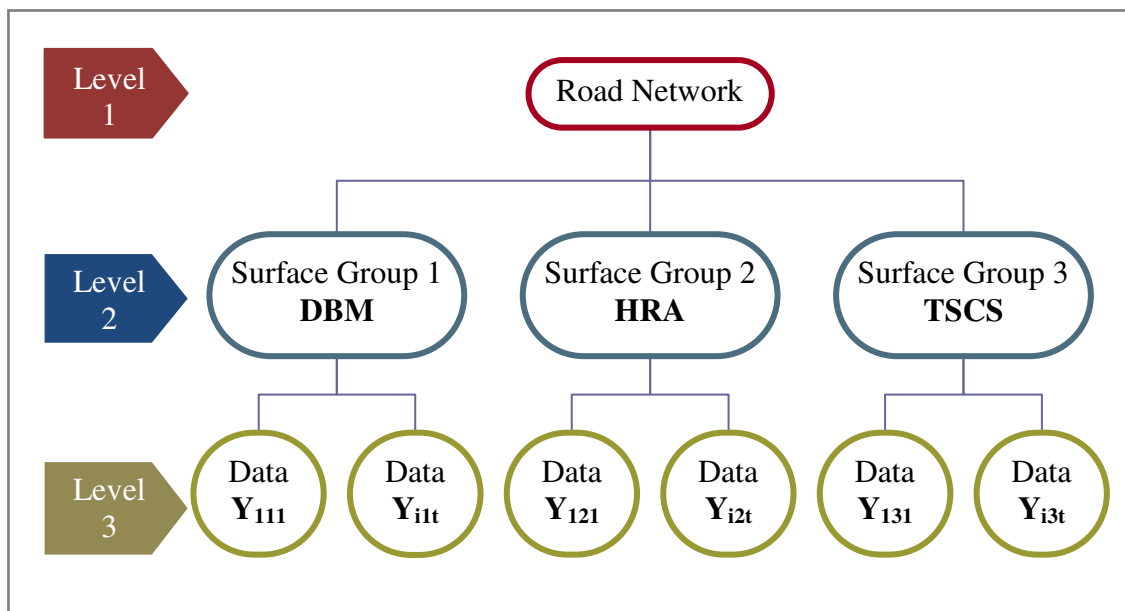 Level
1
Road Network
Level
2
Surface Group 1
DBM
Surface Group 2
HRA
Surface Group 3
TSCS
Level
3
Data
Y₁₁₁
Data
Yᵢ₁ₜ
Data
Y₁₂₁
Data
Yᵢ₂ₜ
Data
Y₁₃₁
Data
Yᵢ₃ₜ